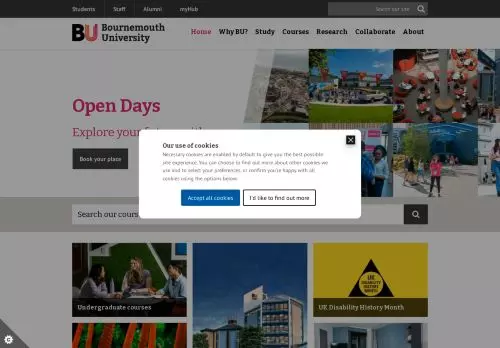 Students Staff Alumni myHub Search our site
BU Bournemouth University
Home Why BU? Study Courses Research Collaborate About
Open Days
Explore your
Book your place
Our use of cookies
Necessary cookies are enabled by default to give you the best possible
site experience. You can choose to find out more about other cookies we
use and to select your preferences, or confirm you're happy with all
cookies using the options below.
Accept all cookies I'd like to find out more
Search our cours
UK DISABILITY HISTORY MONTH
Undergraduate courses UK Disability History Month